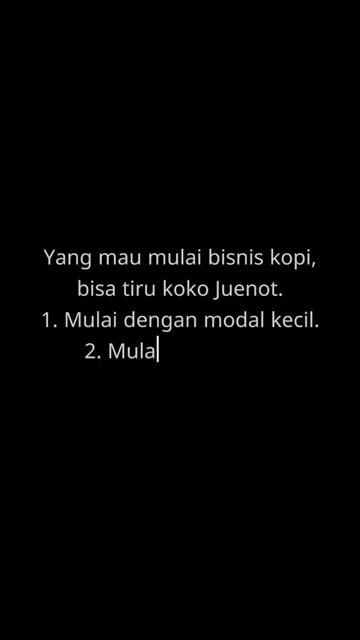 Yang mau mulai bisnis kopi,
bisa tiru koko Juenot.
1. Mulai dengan modal kecil.
2. Mula